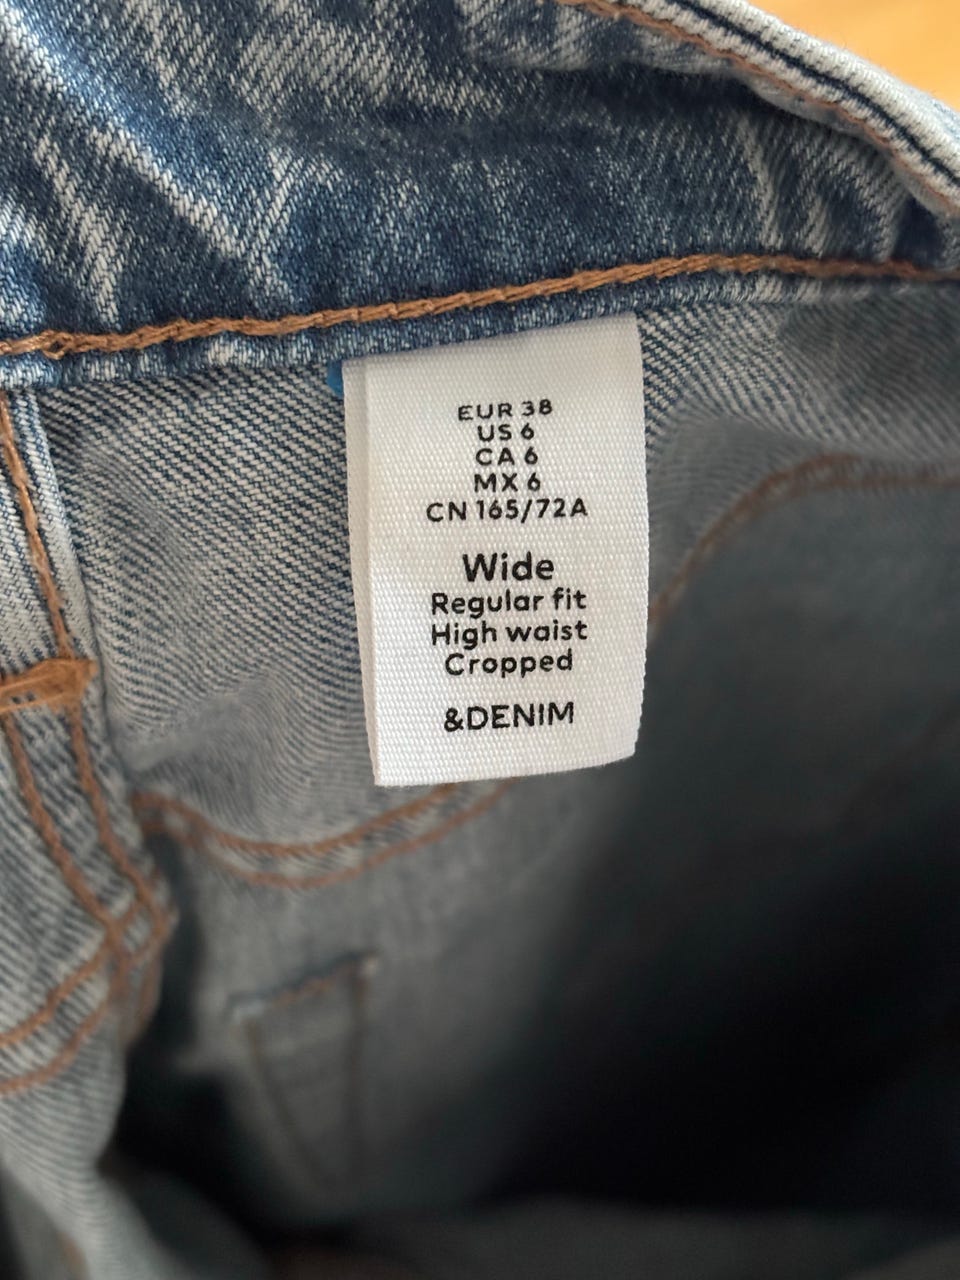 EUR 38
US 6
CA 6
MX 6
CN 165/72A
Wide
Regular fit
High waist
Cropped
&DENIM